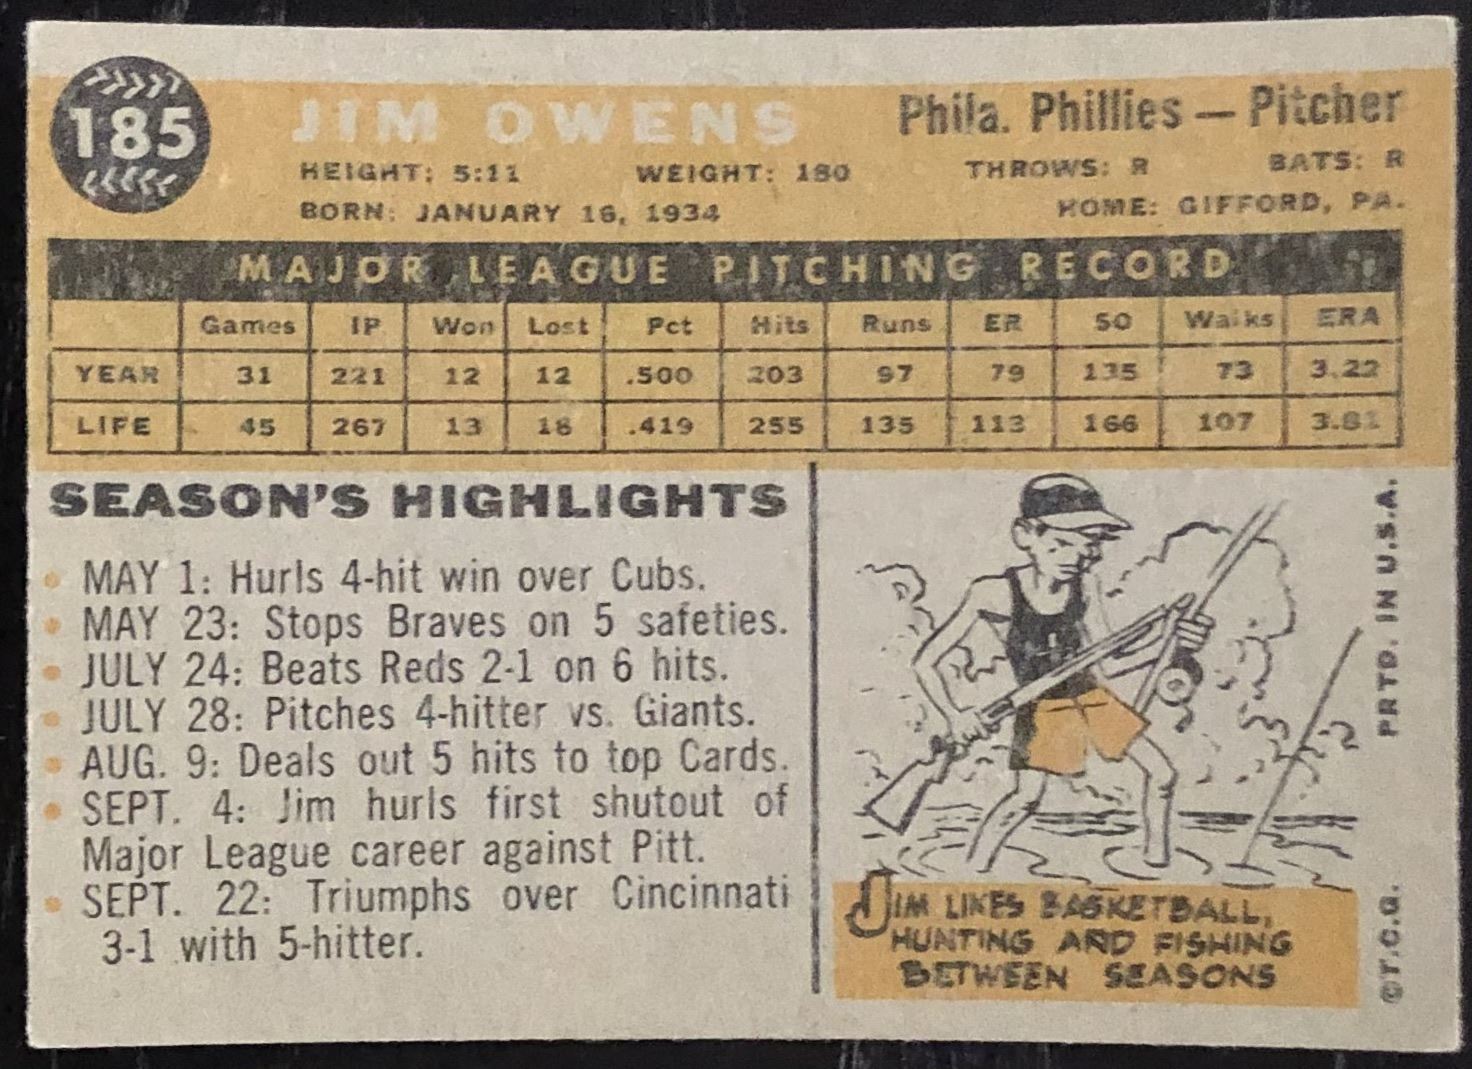 185
JIM OWENS
Phila. Phillies — Pitcher
HEIGHT: 5:11 WEIGHT: 180 THROWS: R BATS: R
BORN: JANUARY 16, 1934 HOME: GIFFORD, PA.
MAJOR LEAGUE PITCHING RECORD
Games IP Won Lost Pct Hits Runs ER SO Walks ERA
YEAR 31 221 12 12 .500 203 97 79 135 73 3.22
LIFE 45 267 13 18 .419 255 135 113 166 107 3.81
SEASON'S HIGHLIGHTS
• MAY 1: Hurls 4-hit win over Cubs.
• MAY 23: Stops Braves on 5 safeties.
• JULY 24: Beats Reds 2-1 on 6 hits.
• JULY 28: Pitches 4-hitter vs. Giants.
• AUG. 9: Deals out 5 hits to top Cards.
• SEPT. 4: Jim hurls first shutout of
Major League career against Pitt.
• SEPT. 22: Triumphs over Cincinnati
3-1 with 5-hitter.
JIM LIKES BASKETBALL,
HUNTING AND FISHING
BETWEEN SEASONS
©T.C.G. PRTD. IN U.S.A.